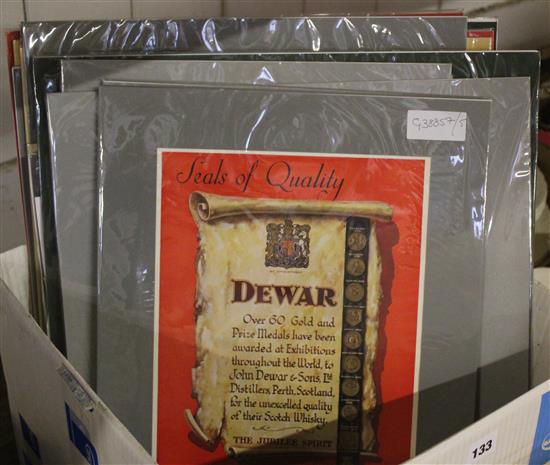 G38857/5
Seals of Quality
DEWAR
Over 60 Gold and
Prize Medals have been
awarded at Exhibitions
throughout the World, to
John Dewar & Sons, Ltd
Distillers, Perth, Scotland,
for the unexcelled quality
of their Scotch Whisky.
THE JUBILEE SPIRIT
133